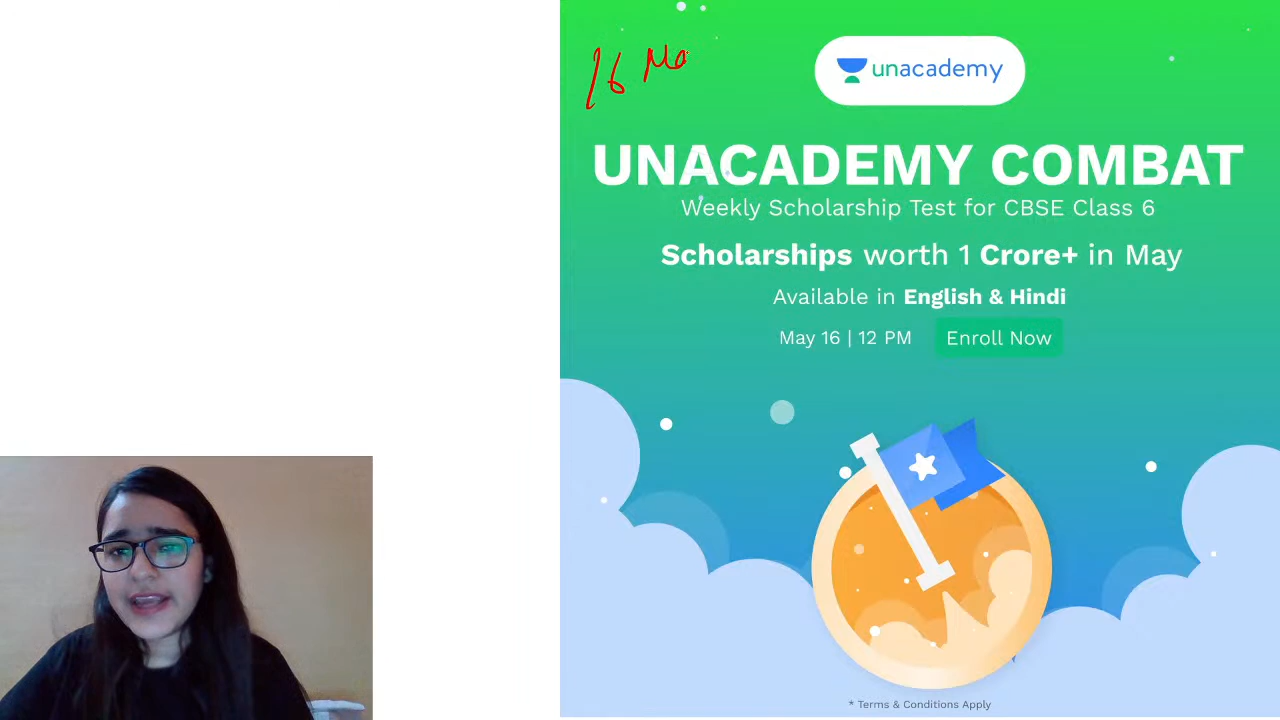 16 Ma
unacademy
UNACADEMY COMBAT
Weekly Scholarship Test for CBSE Class 6
Scholarships worth 1 Crore+ in May
Available in English & Hindi
May 16 | 12 PM Enroll Now
* Terms & Conditions Apply